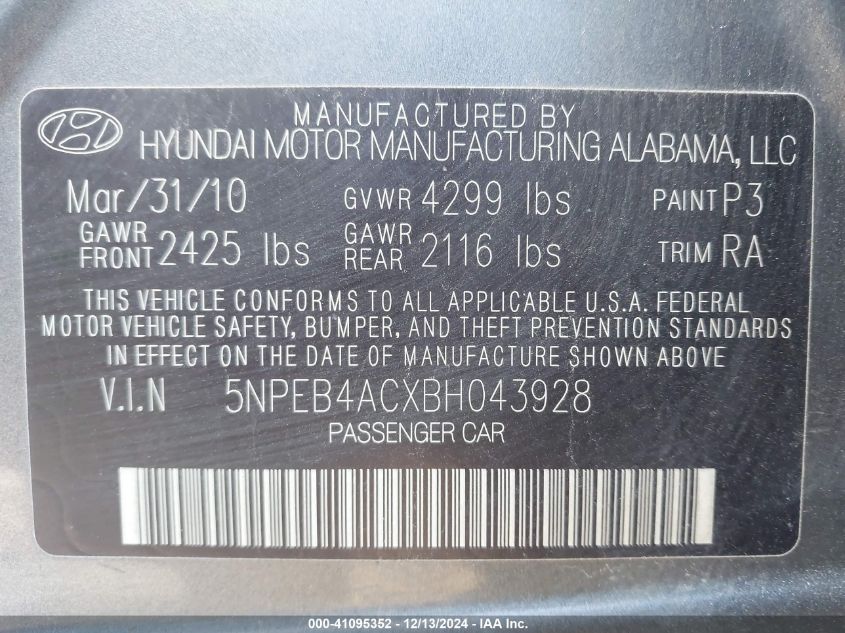 MANUFACTURED BY
HYUNDAI MOTOR MANUFACTURING ALABAMA, LLC
Mar/31/10 GVWR 4299 lbs PAINT P3
GAWR FRONT 2425 lbs GAWR REAR 2116 lbs TRIM RA
THIS VEHICLE CONFORMS TO ALL APPLICABLE U.S.A. FEDERAL
MOTOR VEHICLE SAFETY, BUMPER, AND THEFT PREVENTION STANDARDS
IN EFFECT ON THE DATE OF MANUFACTURE SHOWN ABOVE.
V.I.N 5NPEB4ACXBH043928
PASSENGER CAR
000-41095352 - 12/13/2024 - IAA Inc.